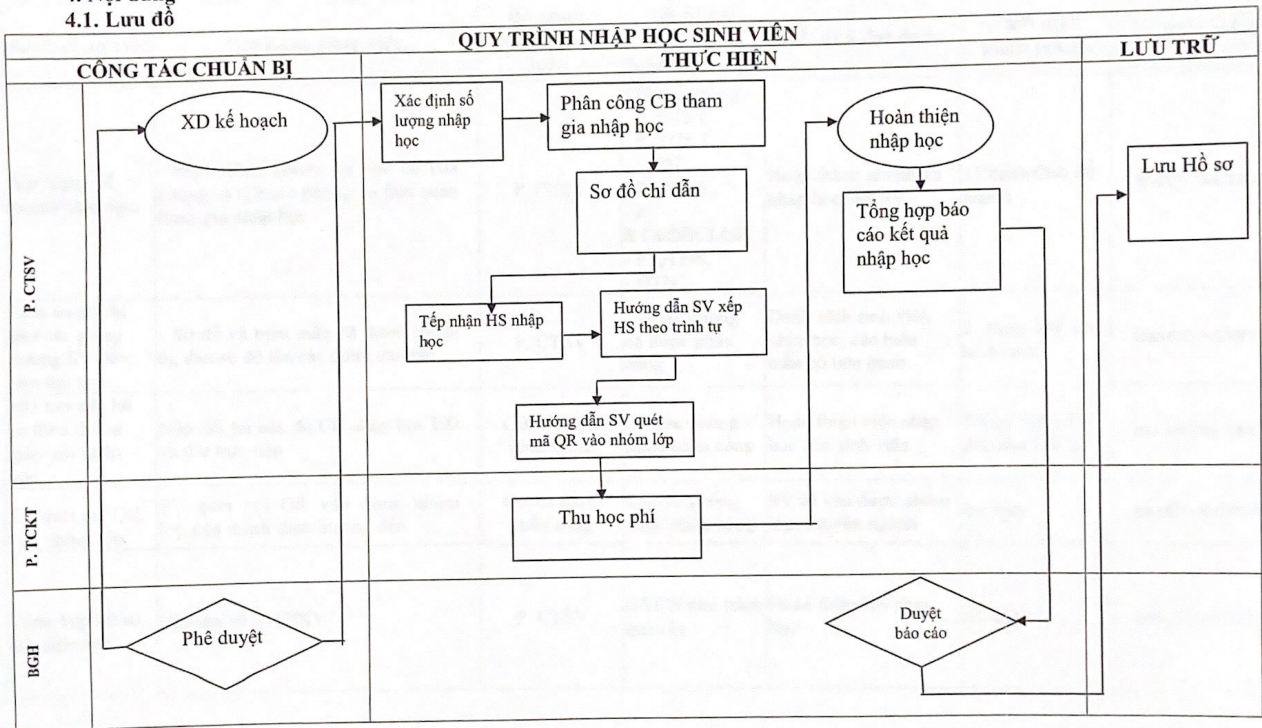 4.1. Lưu đồ
QUY TRÌNH NHẬP HỌC SINH VIÊN
CÔNG TÁC CHUẨN BỊ
THỰC HIỆN
LƯU TRỮ
P. CTSV
XD kế hoạch
Xác định số
lượng nhập
học
Phân công CB tham
gia nhập học
Sơ đồ chỉ dẫn
Tếp nhận HS nhập
học
Hướng dẫn SV xếp
HS theo trình tự
Hướng dẫn SV quét
mã QR vào nhóm lớp
Hoàn thiện
nhập học
Tổng hợp báo
cáo kết quả
nhập học
Lưu Hồ sơ
P. TCKT
Thu học phí
BGH
Phê duyệt
Duyệt
báo cáo